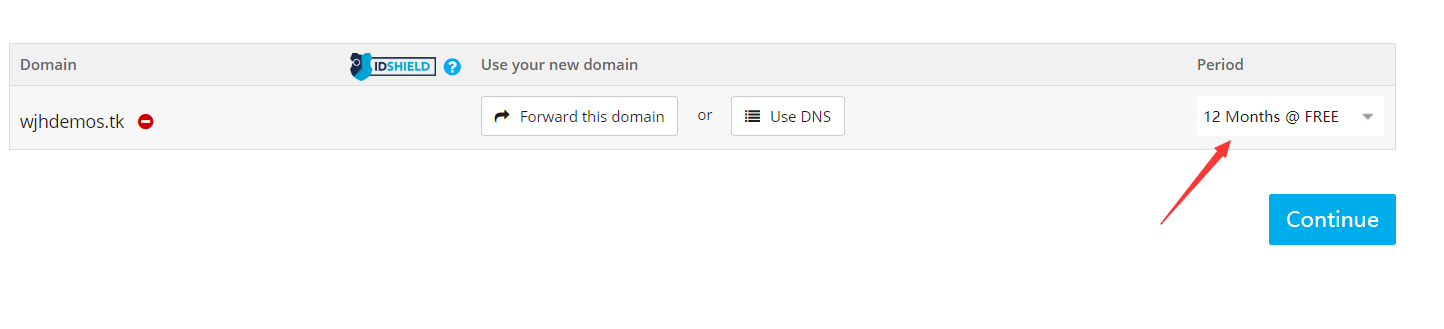 Domain IDSHIELD ? Use your new domain Period
wjhdemos.tk Forward this domain or Use DNS 12 Months @ FREE
Continue